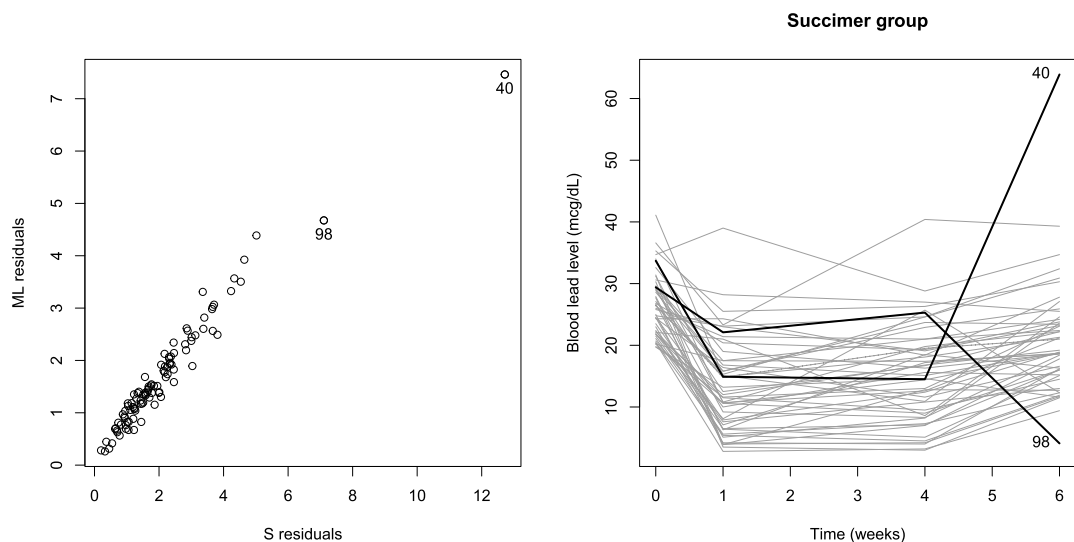 Succimer group
ML residuals
7
6
5
4
3
2
1
0
40
98
0 2 4 6 8 10 12
S residuals
Blood lead level (mcg/dL)
60
50
40
30
20
10
40
98
0 1 2 3 4 5 6
Time (weeks)